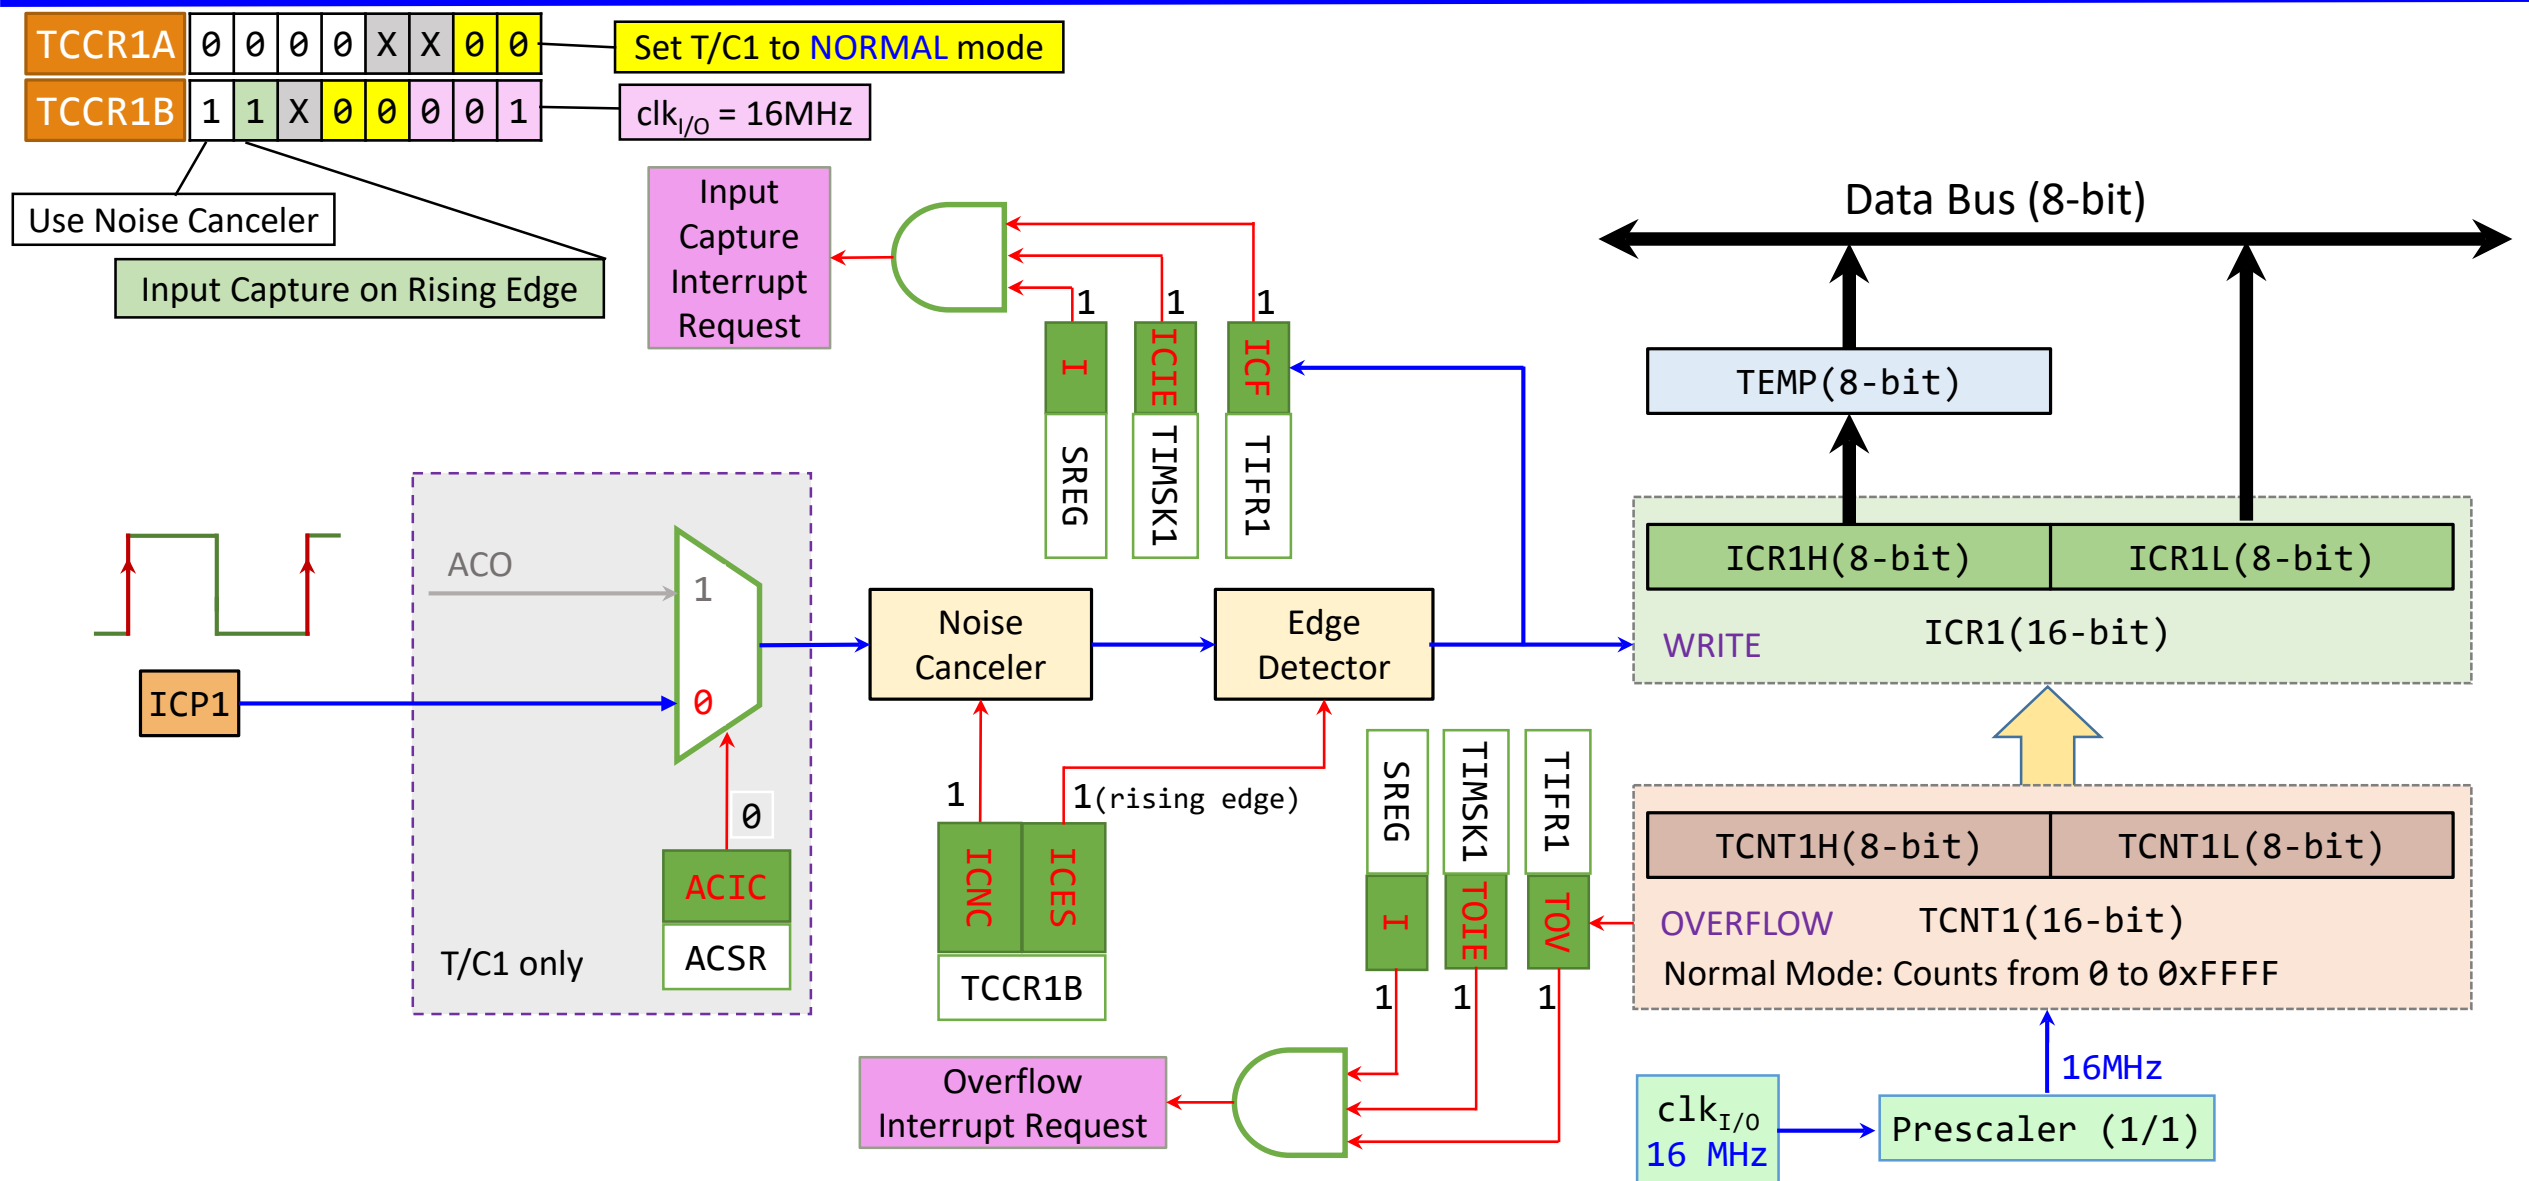 TCCR1A 0 0 0 0 X X 0 0
Set T/C1 to NORMAL mode
TCCR1B 1 1 X 0 0 0 0 1
clkI/O = 16MHz
Use Noise Canceler
Input Capture on Rising Edge
Input
Capture
Interrupt
Request
1 1 1
I ICIE ICF
SREG TIMSK1 TIFR1
Data Bus (8-bit)
TEMP(8-bit)
ICR1H(8-bit) ICR1L(8-bit)
WRITE ICR1(16-bit)
ACO
1
0
ICP1
0
ACIC
ACSR
T/C1 only
Noise
Canceler
Edge
Detector
1
1(rising edge)
ICNC ICES
TCCR1B
SREG TIMSK1 TIFR1
I TOIE TOV
1 1 1
TCNT1H(8-bit) TCNT1L(8-bit)
OVERFLOW TCNT1(16-bit)
Normal Mode: Counts from 0 to 0xFFFF
Overflow
Interrupt Request
16MHz
clkI/O
16 MHz
Prescaler (1/1)